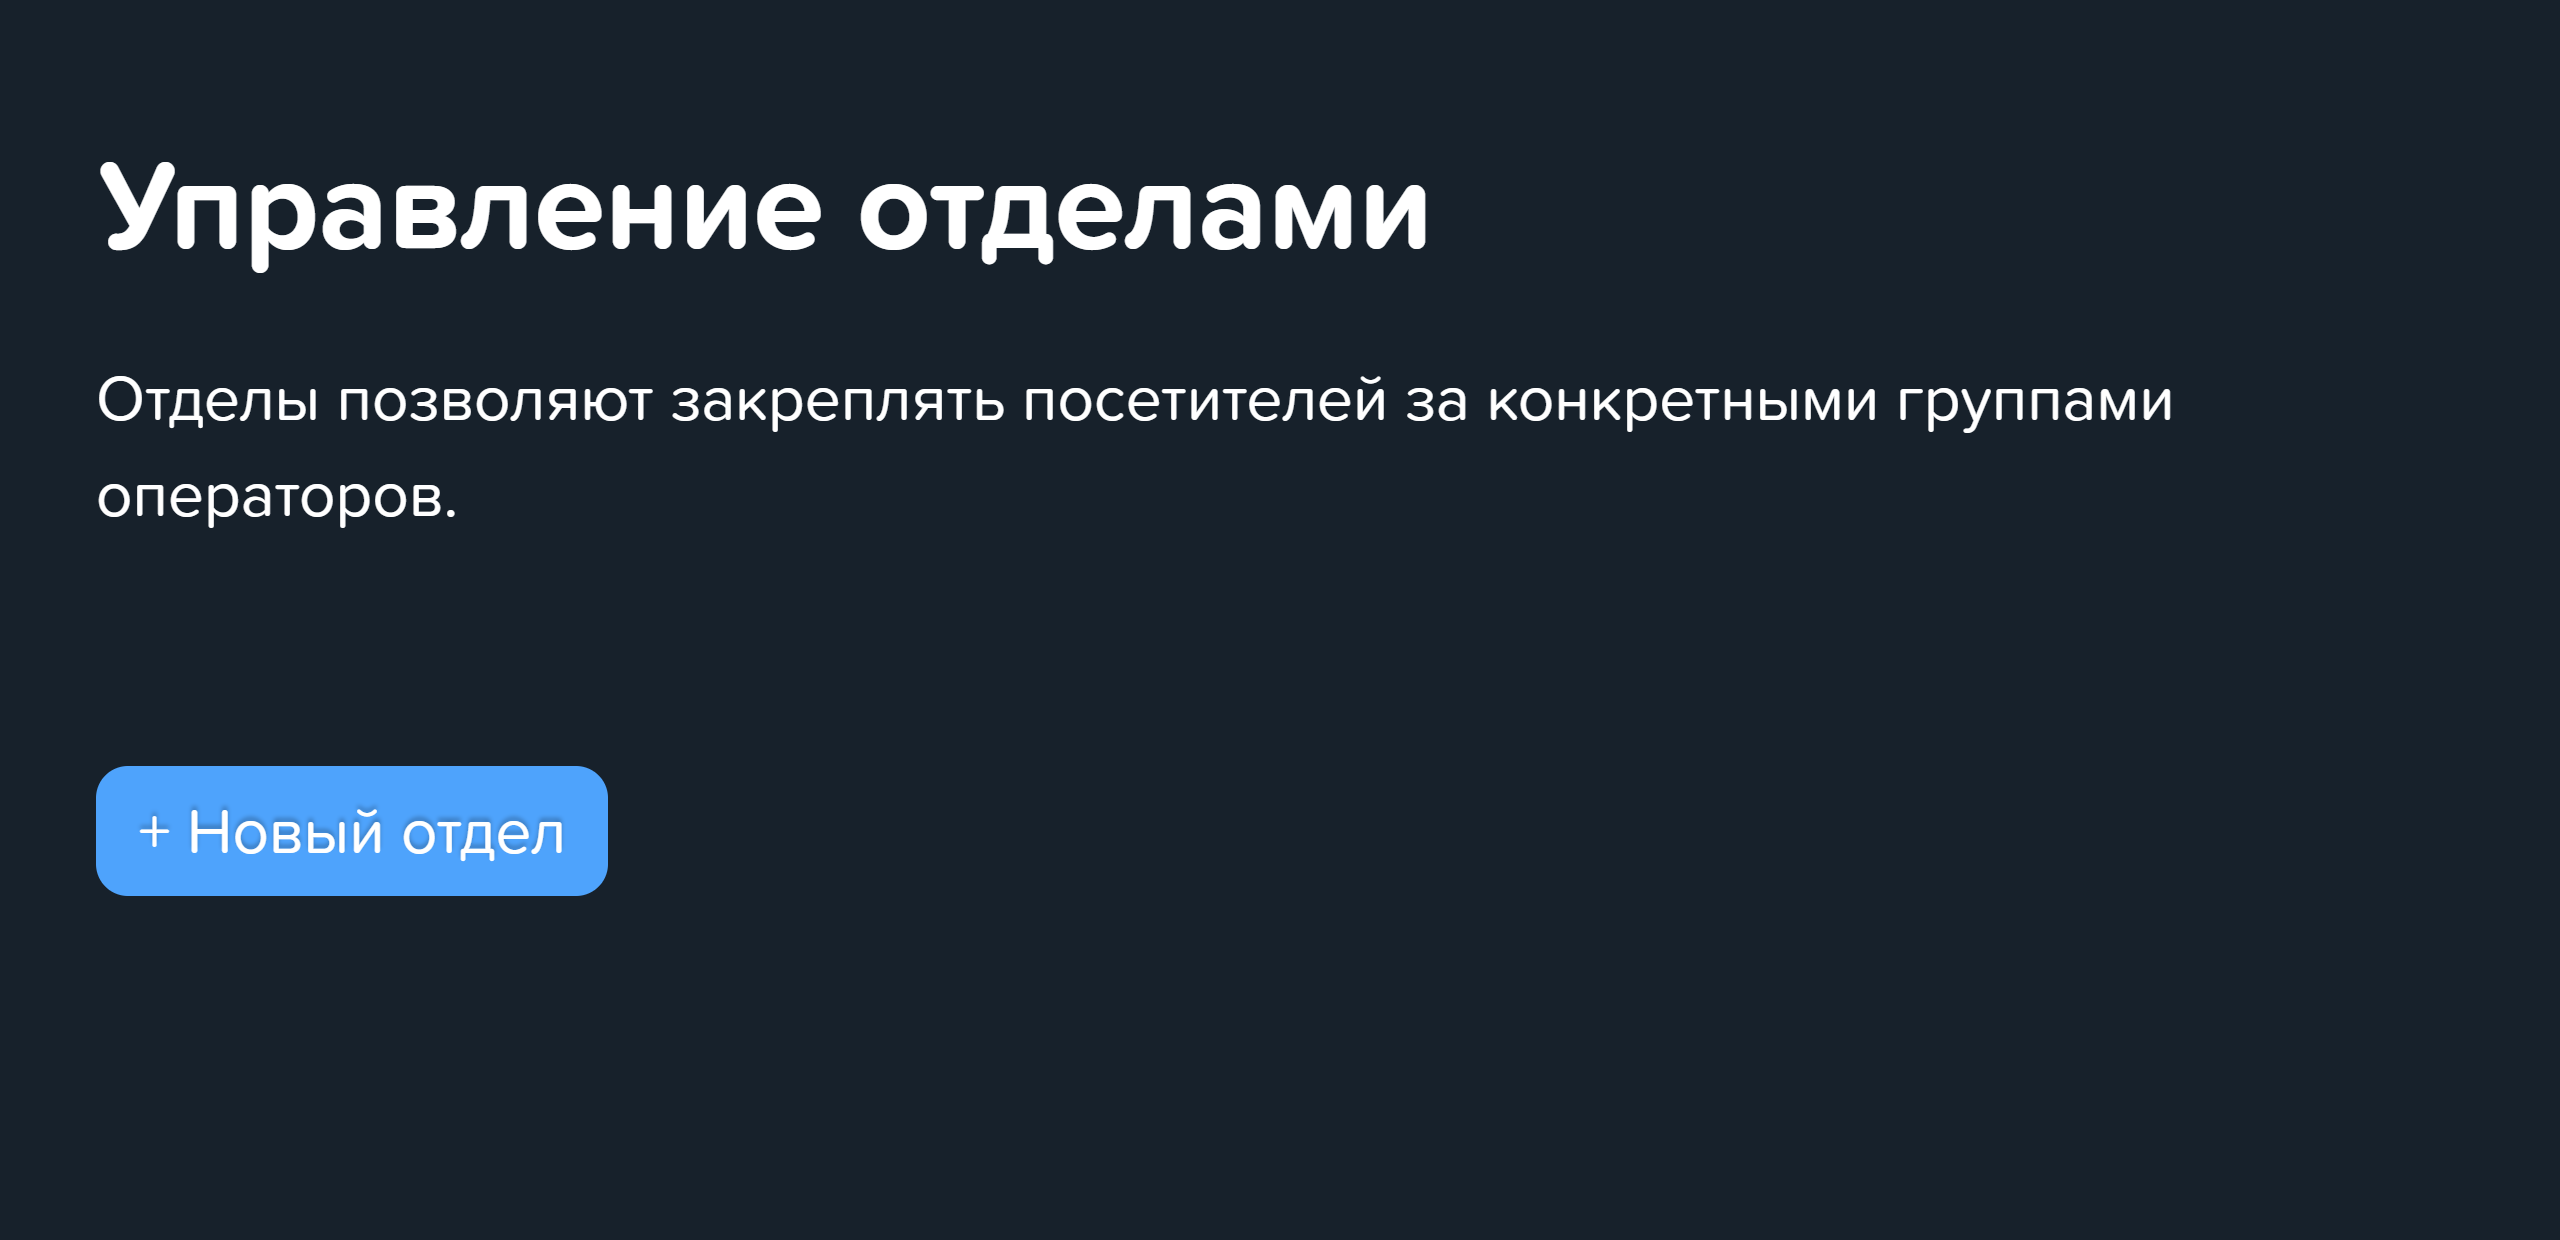 Управление отделами
Отделы позволяют закреплять посетителей за конкретными группами
операторов.
+ Новый отдел